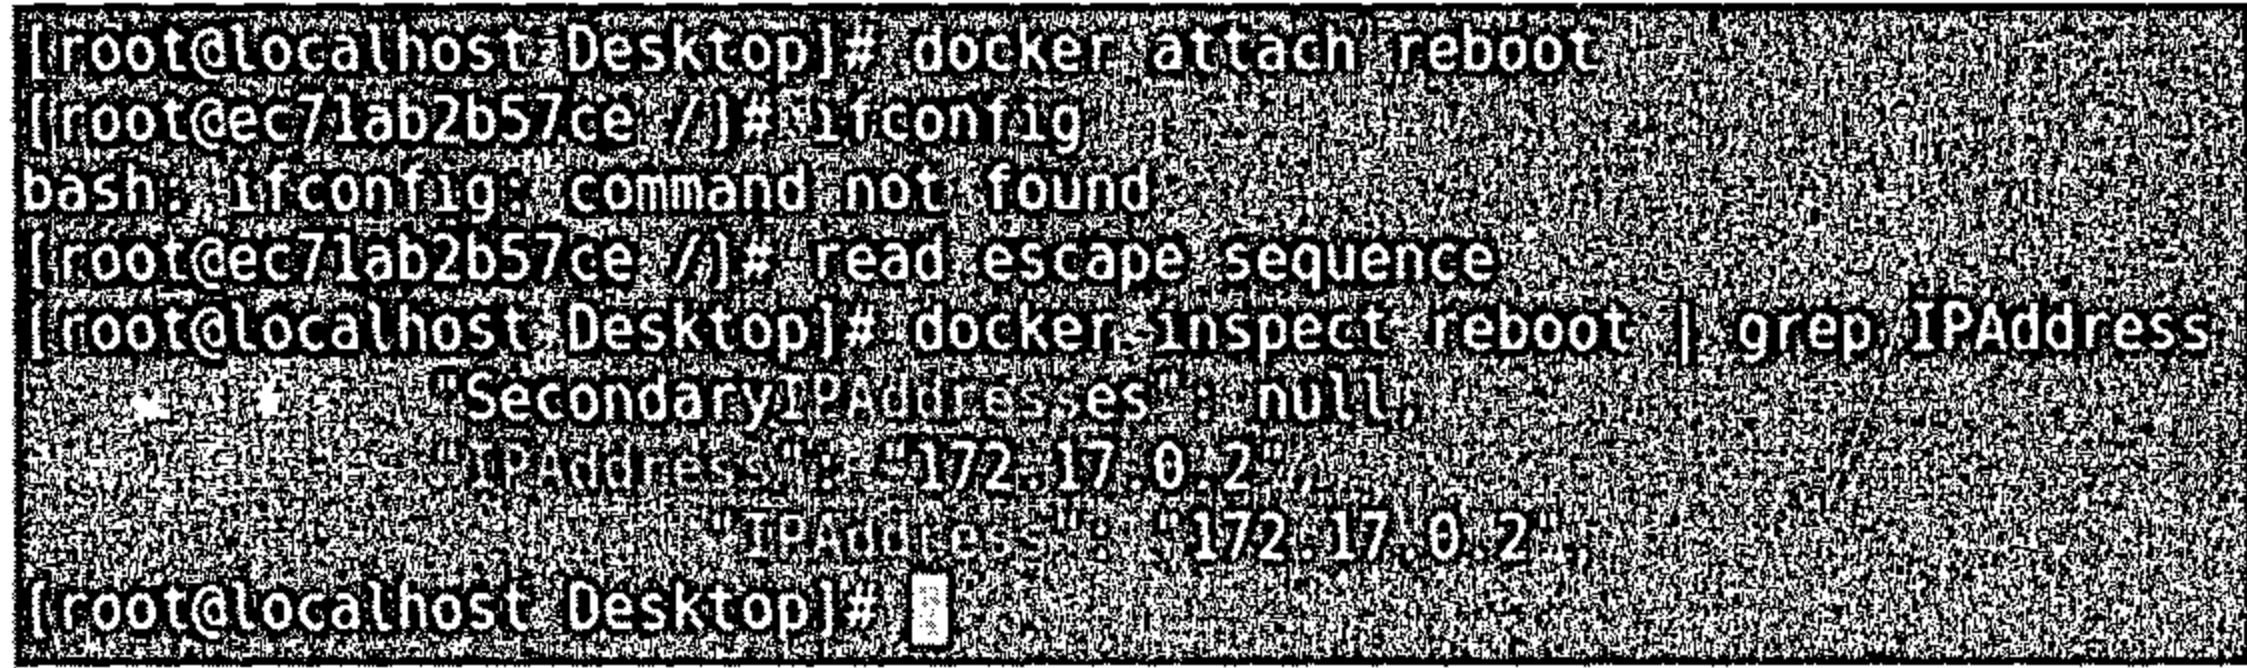 [root@localhost Desktop]# docker attach reboot
[root@ec71ab2b57ce /]# ifconfig
bash: ifconfig: command not found
[root@ec71ab2b57ce /]# read escape sequence
[root@localhost Desktop]# docker inspect reboot | grep IPAddress
"SecondaryIPAddresses": null,
"IPAddress": "172.17.0.2",
"IPAddress": "172.17.0.2",
[root@localhost Desktop]#